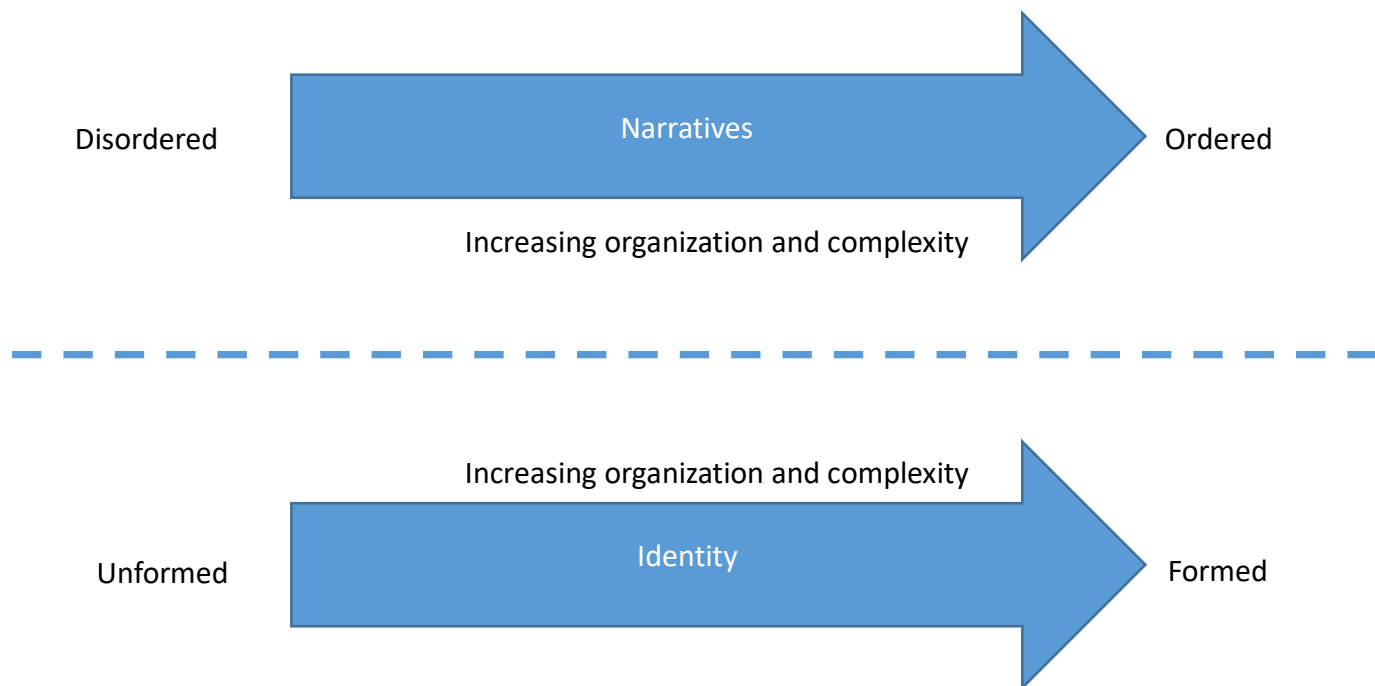 Narratives
Disordered
Ordered
Increasing organization and complexity
Increasing organization and complexity
Identity
Unformed
Formed